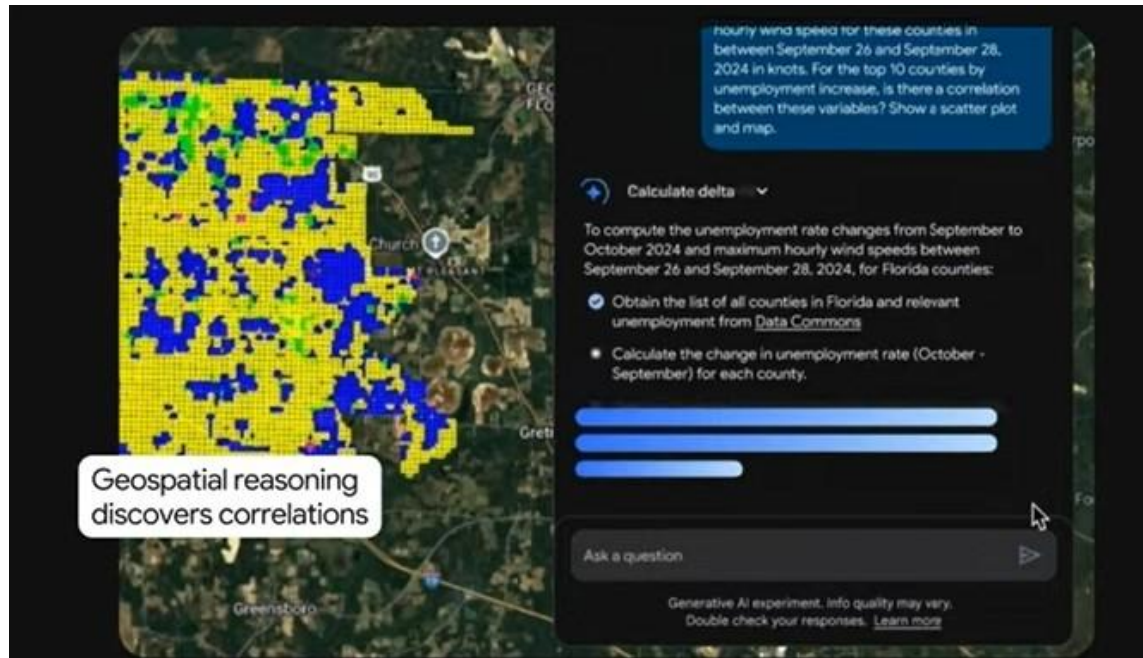 hourly wind speed for these counties in
between September 26 and September 28,
2024 in knots. For the top 10 counties by
unemployment increase, is there a correlation
between these variables? Show a scatter plot
and map.
Calculate delta
To compute the unemployment rate changes from September to
October 2024 and maximum hourly wind speeds between
September 26 and September 28, 2024, for Florida counties:
Obtain the list of all counties in Florida and relevant
unemployment from Data Commons
Calculate the change in unemployment rate (October -
September) for each county.
Ask a question
Generative AI experiment. Info quality may vary.
Double check your responses. Learn more
Church
Geospatial reasoning
discovers correlations
Greensboro